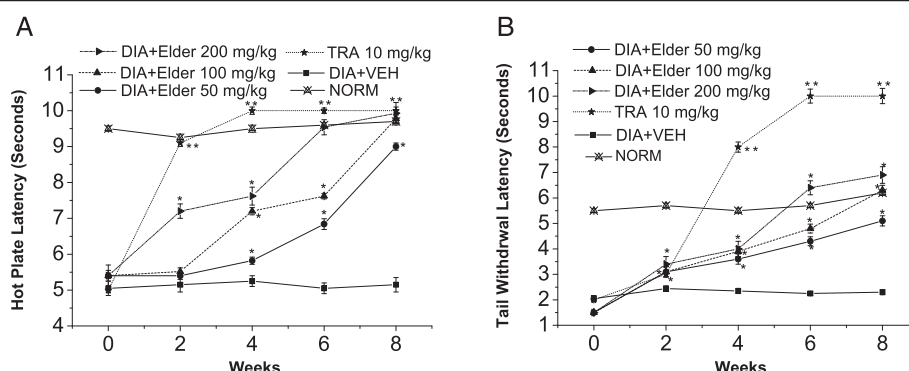 A
DIA+Elder 200 mg/kg
TRA 10 mg/kg
DIA+Elder 100 mg/kg
DIA+VEH
DIA+Elder 50 mg/kg
NORM
Hot Plate Latency (Seconds)
11
10
9
8
7
6
5
4
**
**
**
**
*
*
*
*
*
*
*
*
0 2 4 6 8
Weeks
B
DIA+Elder 50 mg/kg
DIA+Elder 100 mg/kg
DIA+Elder 200 mg/kg
TRA 10 mg/kg
DIA+VEH
NORM
Tail Withdrwal Latency (Seconds)
11
10
9
8
7
6
5
4
3
2
1
**
**
**
*
*
*
*
*
*
*
*
*
*
*
0 2 4 6 8
Weeks